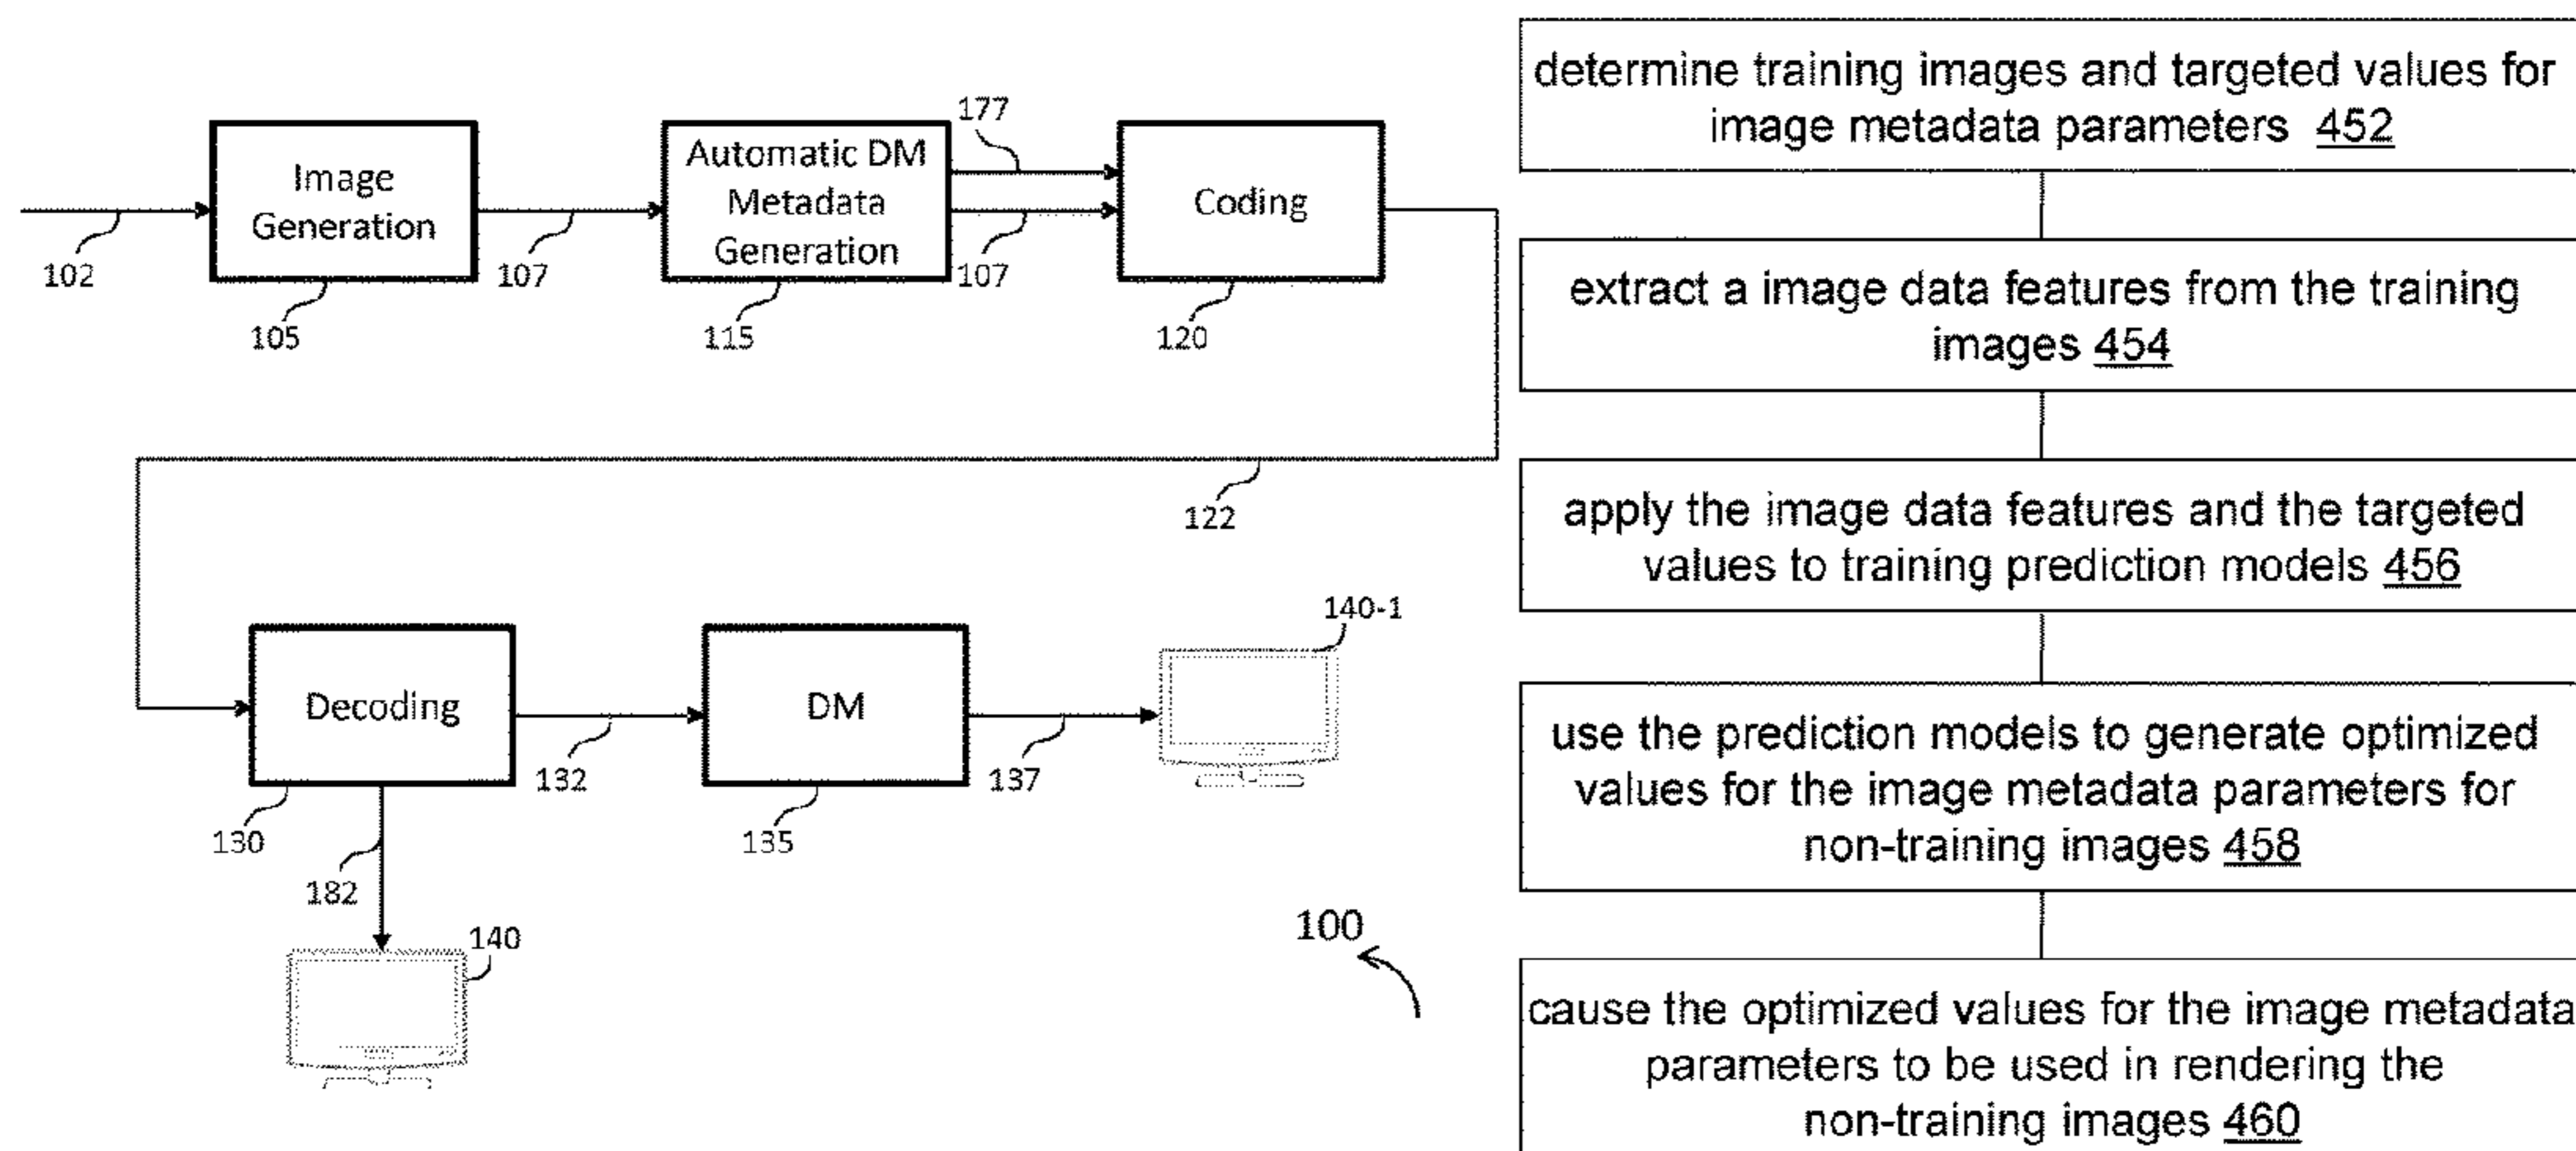 177
Image
Generation
Automatic DM
Metadata
Generation
Coding
102
107
107
105
115
120
122
140-1
Decoding
DM
132
137
130
135
182
140
100
determine training images and targeted values for
image metadata parameters 452
extract a image data features from the training
images 454
apply the image data features and the targeted
values to training prediction models 456
use the prediction models to generate optimized
values for the image metadata parameters for
non-training images 458
cause the optimized values for the image metadata
parameters to be used in rendering the
non-training images 460